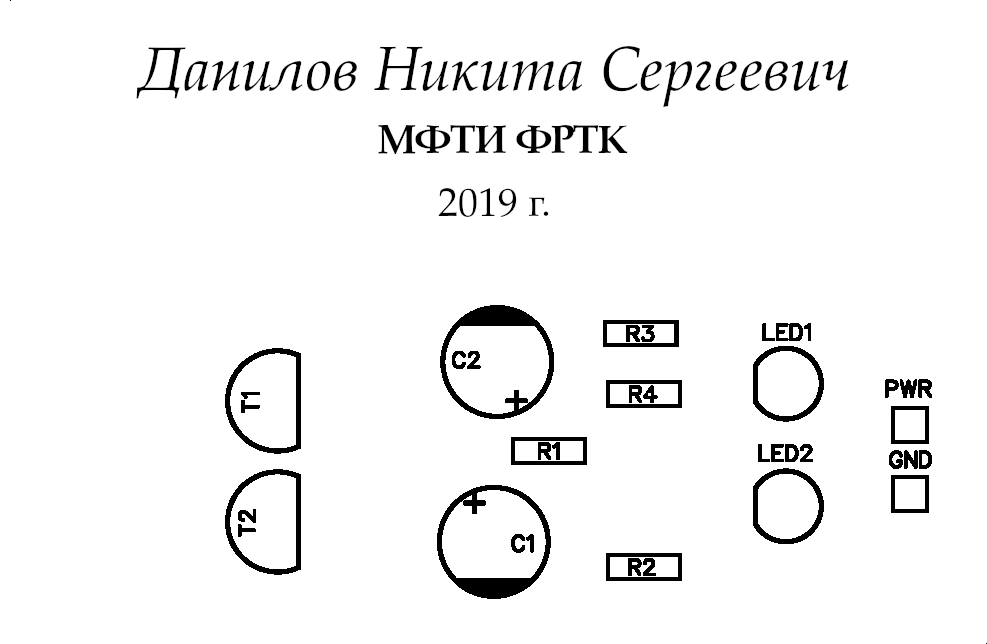 Данилов Никита Сергеевич
МФТИ ФРТК
2019 г.
C2
R3
LED1
T1
R4
PWR
R1
LED2
GND
T2
C1
R2